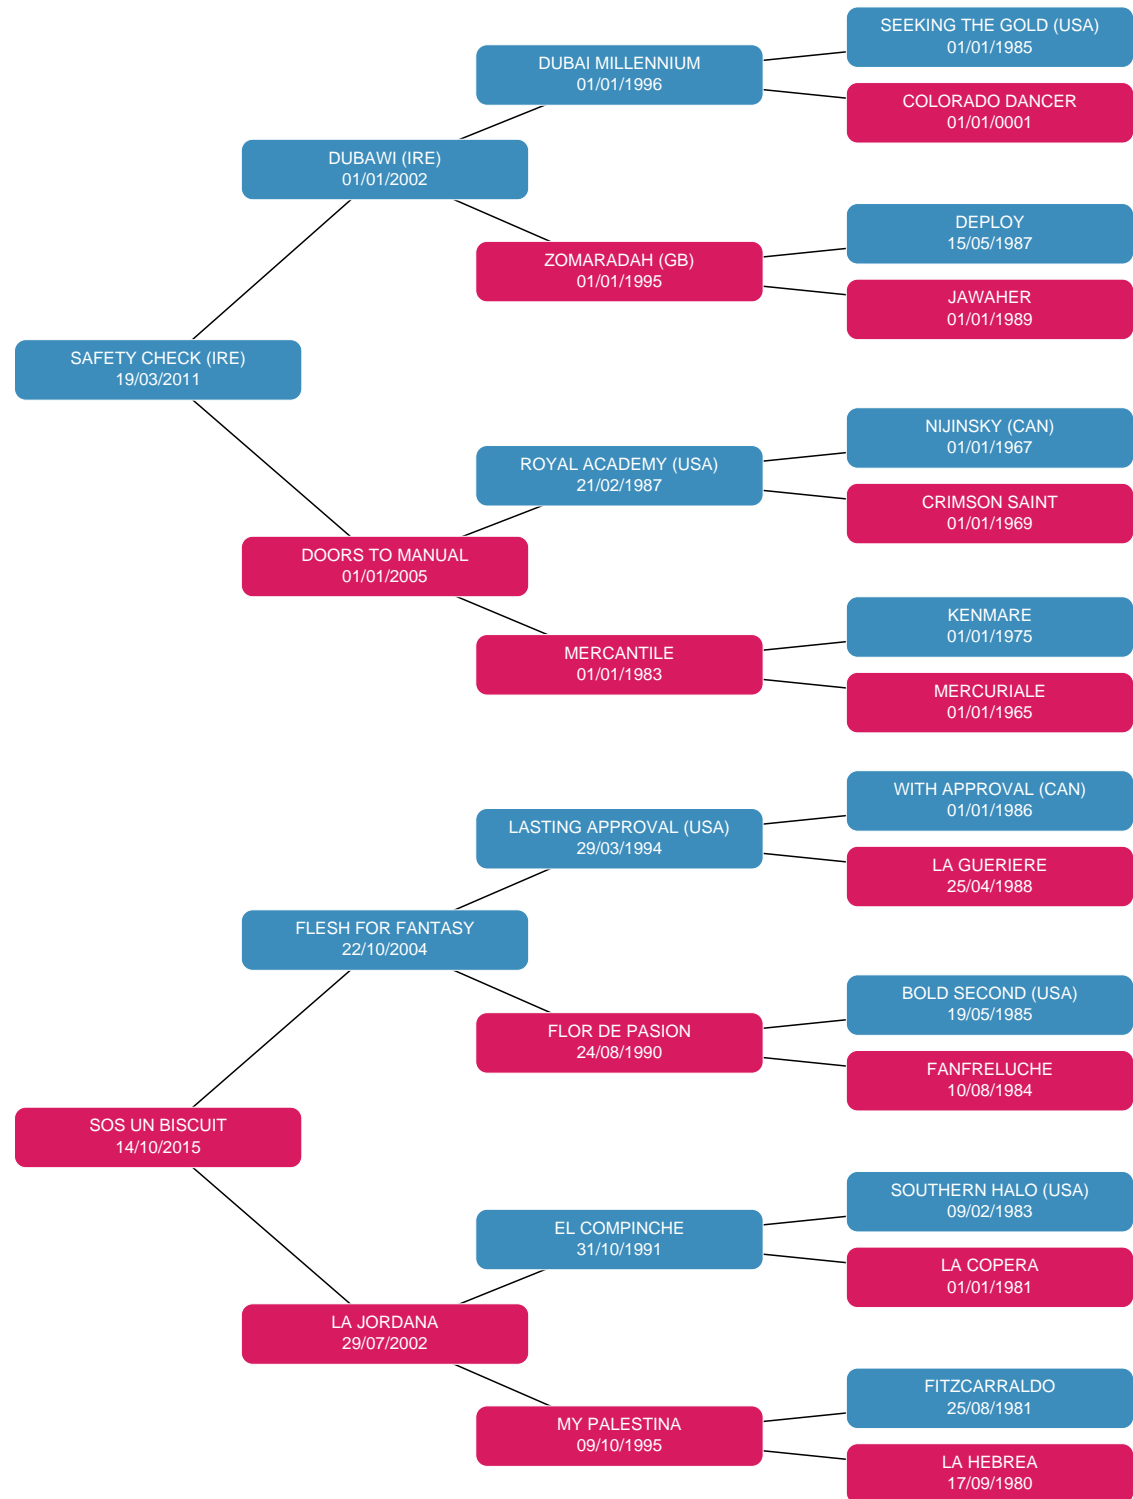 SEEKING THE GOLD (USA)
01/01/1985
DUBAI MILLENNIUM
01/01/1996
COLORADO DANCER
01/01/0001
DUBAWI (IRE)
01/01/2002
DEPLOY
15/05/1987
ZOMARADAH (GB)
01/01/1995
JAWAHER
01/01/1989
SAFETY CHECK (IRE)
19/03/2011
NIJINSKY (CAN)
01/01/1967
ROYAL ACADEMY (USA)
21/02/1987
CRIMSON SAINT
01/01/1969
DOORS TO MANUAL
01/01/2005
KENMARE
01/01/1975
MERCANTILE
01/01/1983
MERCURIALE
01/01/1965
WITH APPROVAL (CAN)
01/01/1986
LASTING APPROVAL (USA)
29/03/1994
LA GUERIERE
25/04/1988
FLESH FOR FANTASY
22/10/2004
BOLD SECOND (USA)
19/05/1985
FLOR DE PASION
24/08/1990
FANFRELUCHE
10/08/1984
SOS UN BISCUIT
14/10/2015
SOUTHERN HALO (USA)
09/02/1983
EL COMPINCHE
31/10/1991
LA COPERA
01/01/1981
LA JORDANA
29/07/2002
FITZCARRALDO
25/08/1981
MY PALESTINA
09/10/1995
LA HEBREA
17/09/1980